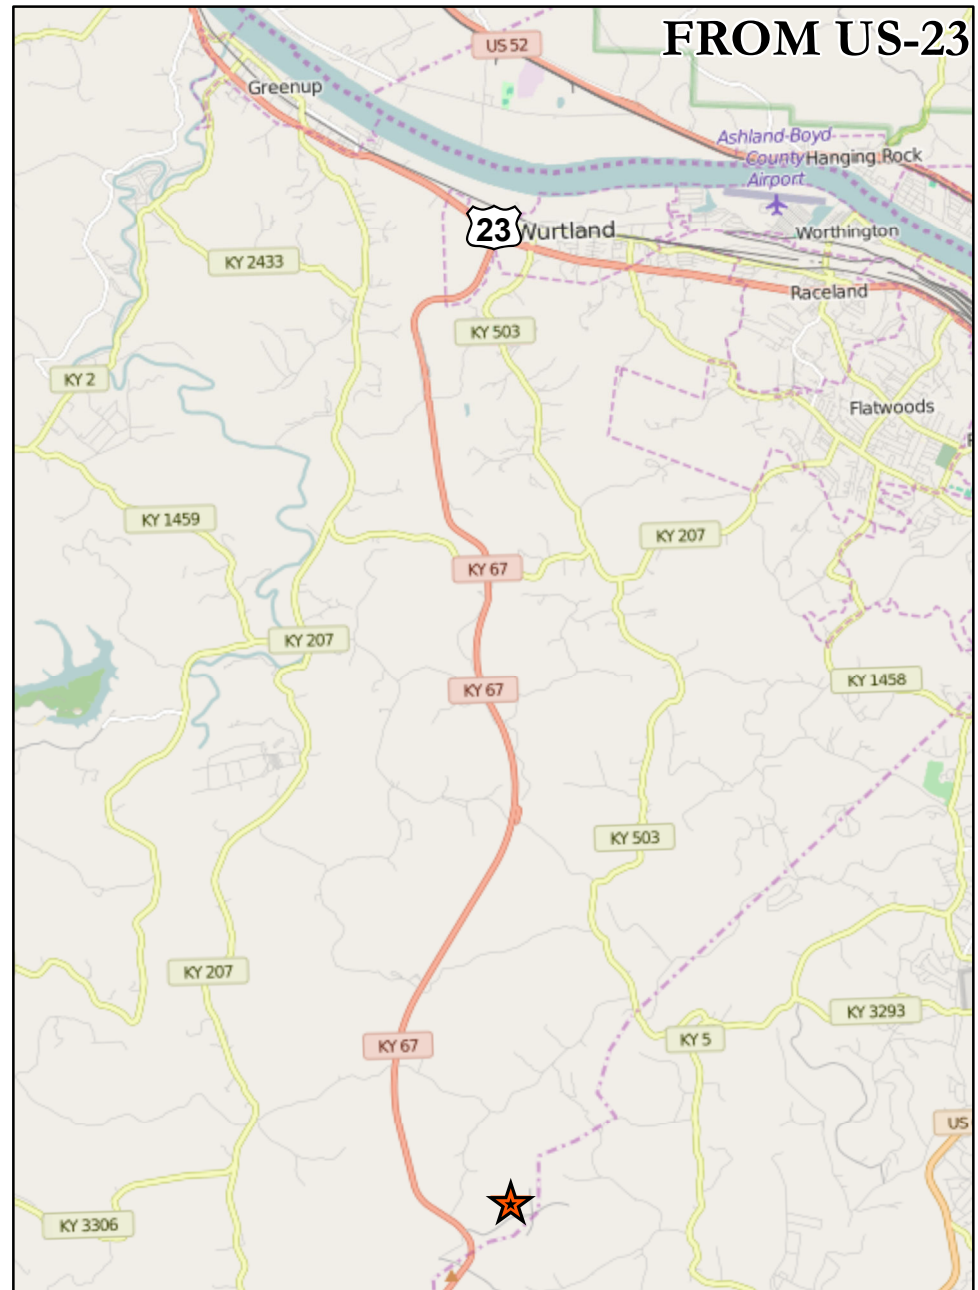 FROM US-23
US 52
Greenup
Ashland-Boyd
County
Airport
Hanging Rock
23
Wurtland
Worthington
KY 2433
Raceland
KY 503
KY 2
Flatwoods
KY 1459
KY 207
KY 67
KY 207
KY 1458
KY 67
KY 503
KY 207
KY 3293
KY 5
KY 67
US
KY 3306